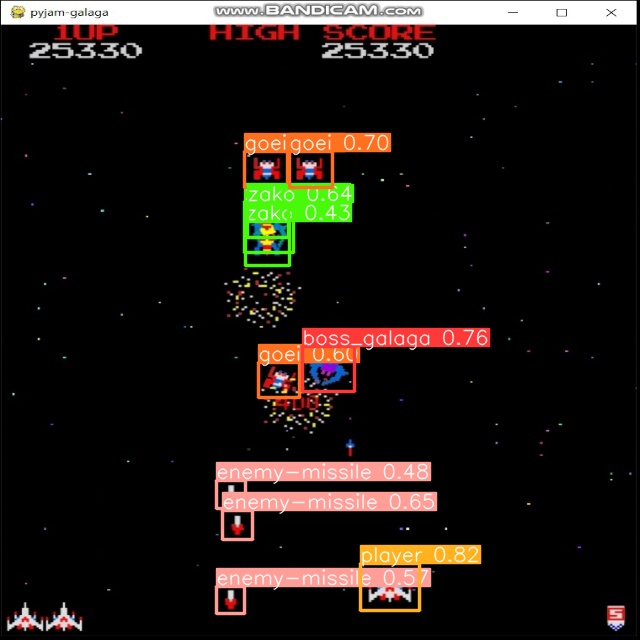 pyjam-galaga
www.BANDICAM.com
1UP HIGH SCORE
25330 25330
goei goei 0.70
zako 0.64
zako 0.43
boss_galaga 0.76
goei 0.60
400
enemy-missile 0.48
enemy-missile 0.65
player 0.82
enemy-missile 0.57
5